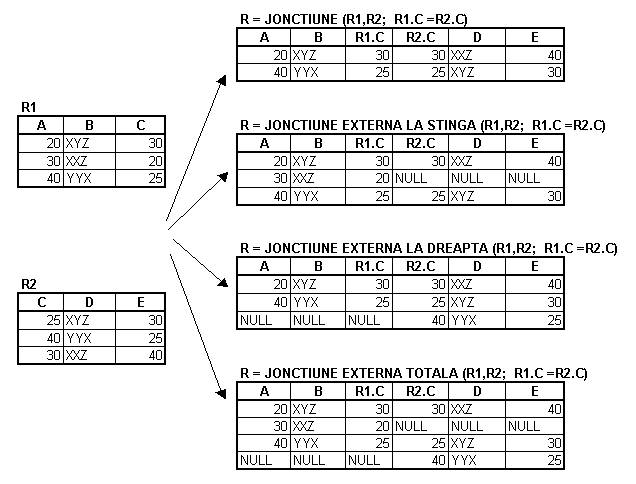 R = JONCTIUNE (R1,R2;  R1.C =R2.C)
A B R1.C R2.C D E
20 XYZ 30 30 XXZ 40
40 YYX 25 25 XYZ 30
R1
A B C
20 XYZ 30
30 XXZ 20
40 YYX 25
R = JONCTIUNE EXTERNA LA STINGA (R1,R2;  R1.C =R2.C)
A B R1.C R2.C D E
20 XYZ 30 30 XXZ 40
30 XXZ 20 NULL NULL NULL
40 YYX 25 25 XYZ 30
R = JONCTIUNE EXTERNA LA DREAPTA (R1,R2;  R1.C =R2.C)
A B R1.C R2.C D E
20 XYZ 30 30 XXZ 40
40 YYX 25 25 XYZ 30
NULL NULL NULL 40 YYX 25
R2
C D E
25 XYZ 30
40 YYX 25
30 XXZ 40
R = JONCTIUNE EXTERNA TOTALA (R1,R2;  R1.C =R2.C)
A B R1.C R2.C D E
20 XYZ 30 30 XXZ 40
30 XXZ 20 NULL NULL NULL
40 YYX 25 25 XYZ 30
NULL NULL NULL 40 YYX 25